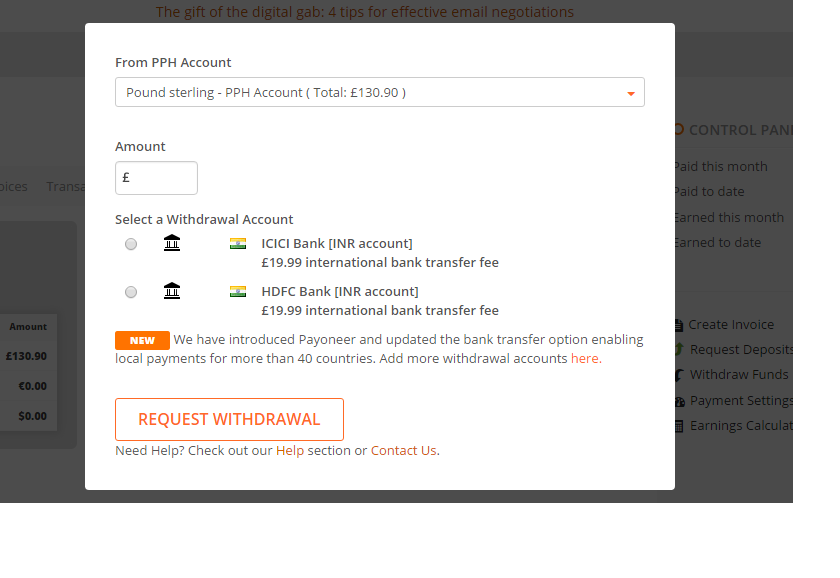 The gift of the digital gab: 4 tips for effective email negotiations
From PPH Account
Pound sterling - PPH Account ( Total: £130.90 )
Amount
£
Select a Withdrawal Account
ICICI Bank [INR account]
£19.99 international bank transfer fee
HDFC Bank [INR account]
£19.99 international bank transfer fee
NEW We have introduced Payoneer and updated the bank transfer option enabling
local payments for more than 40 countries. Add more withdrawal accounts here.
REQUEST WITHDRAWAL
Need Help? Check out our Help section or Contact Us.
oices Transa
Amount
£130.90
€0.00
$0.00
CONTROL PAN
Paid this month
Paid to date
Earned this month
Earned to date
Create Invoice
Request Deposits
Withdraw Funds
Payment Settings
Earnings Calculat